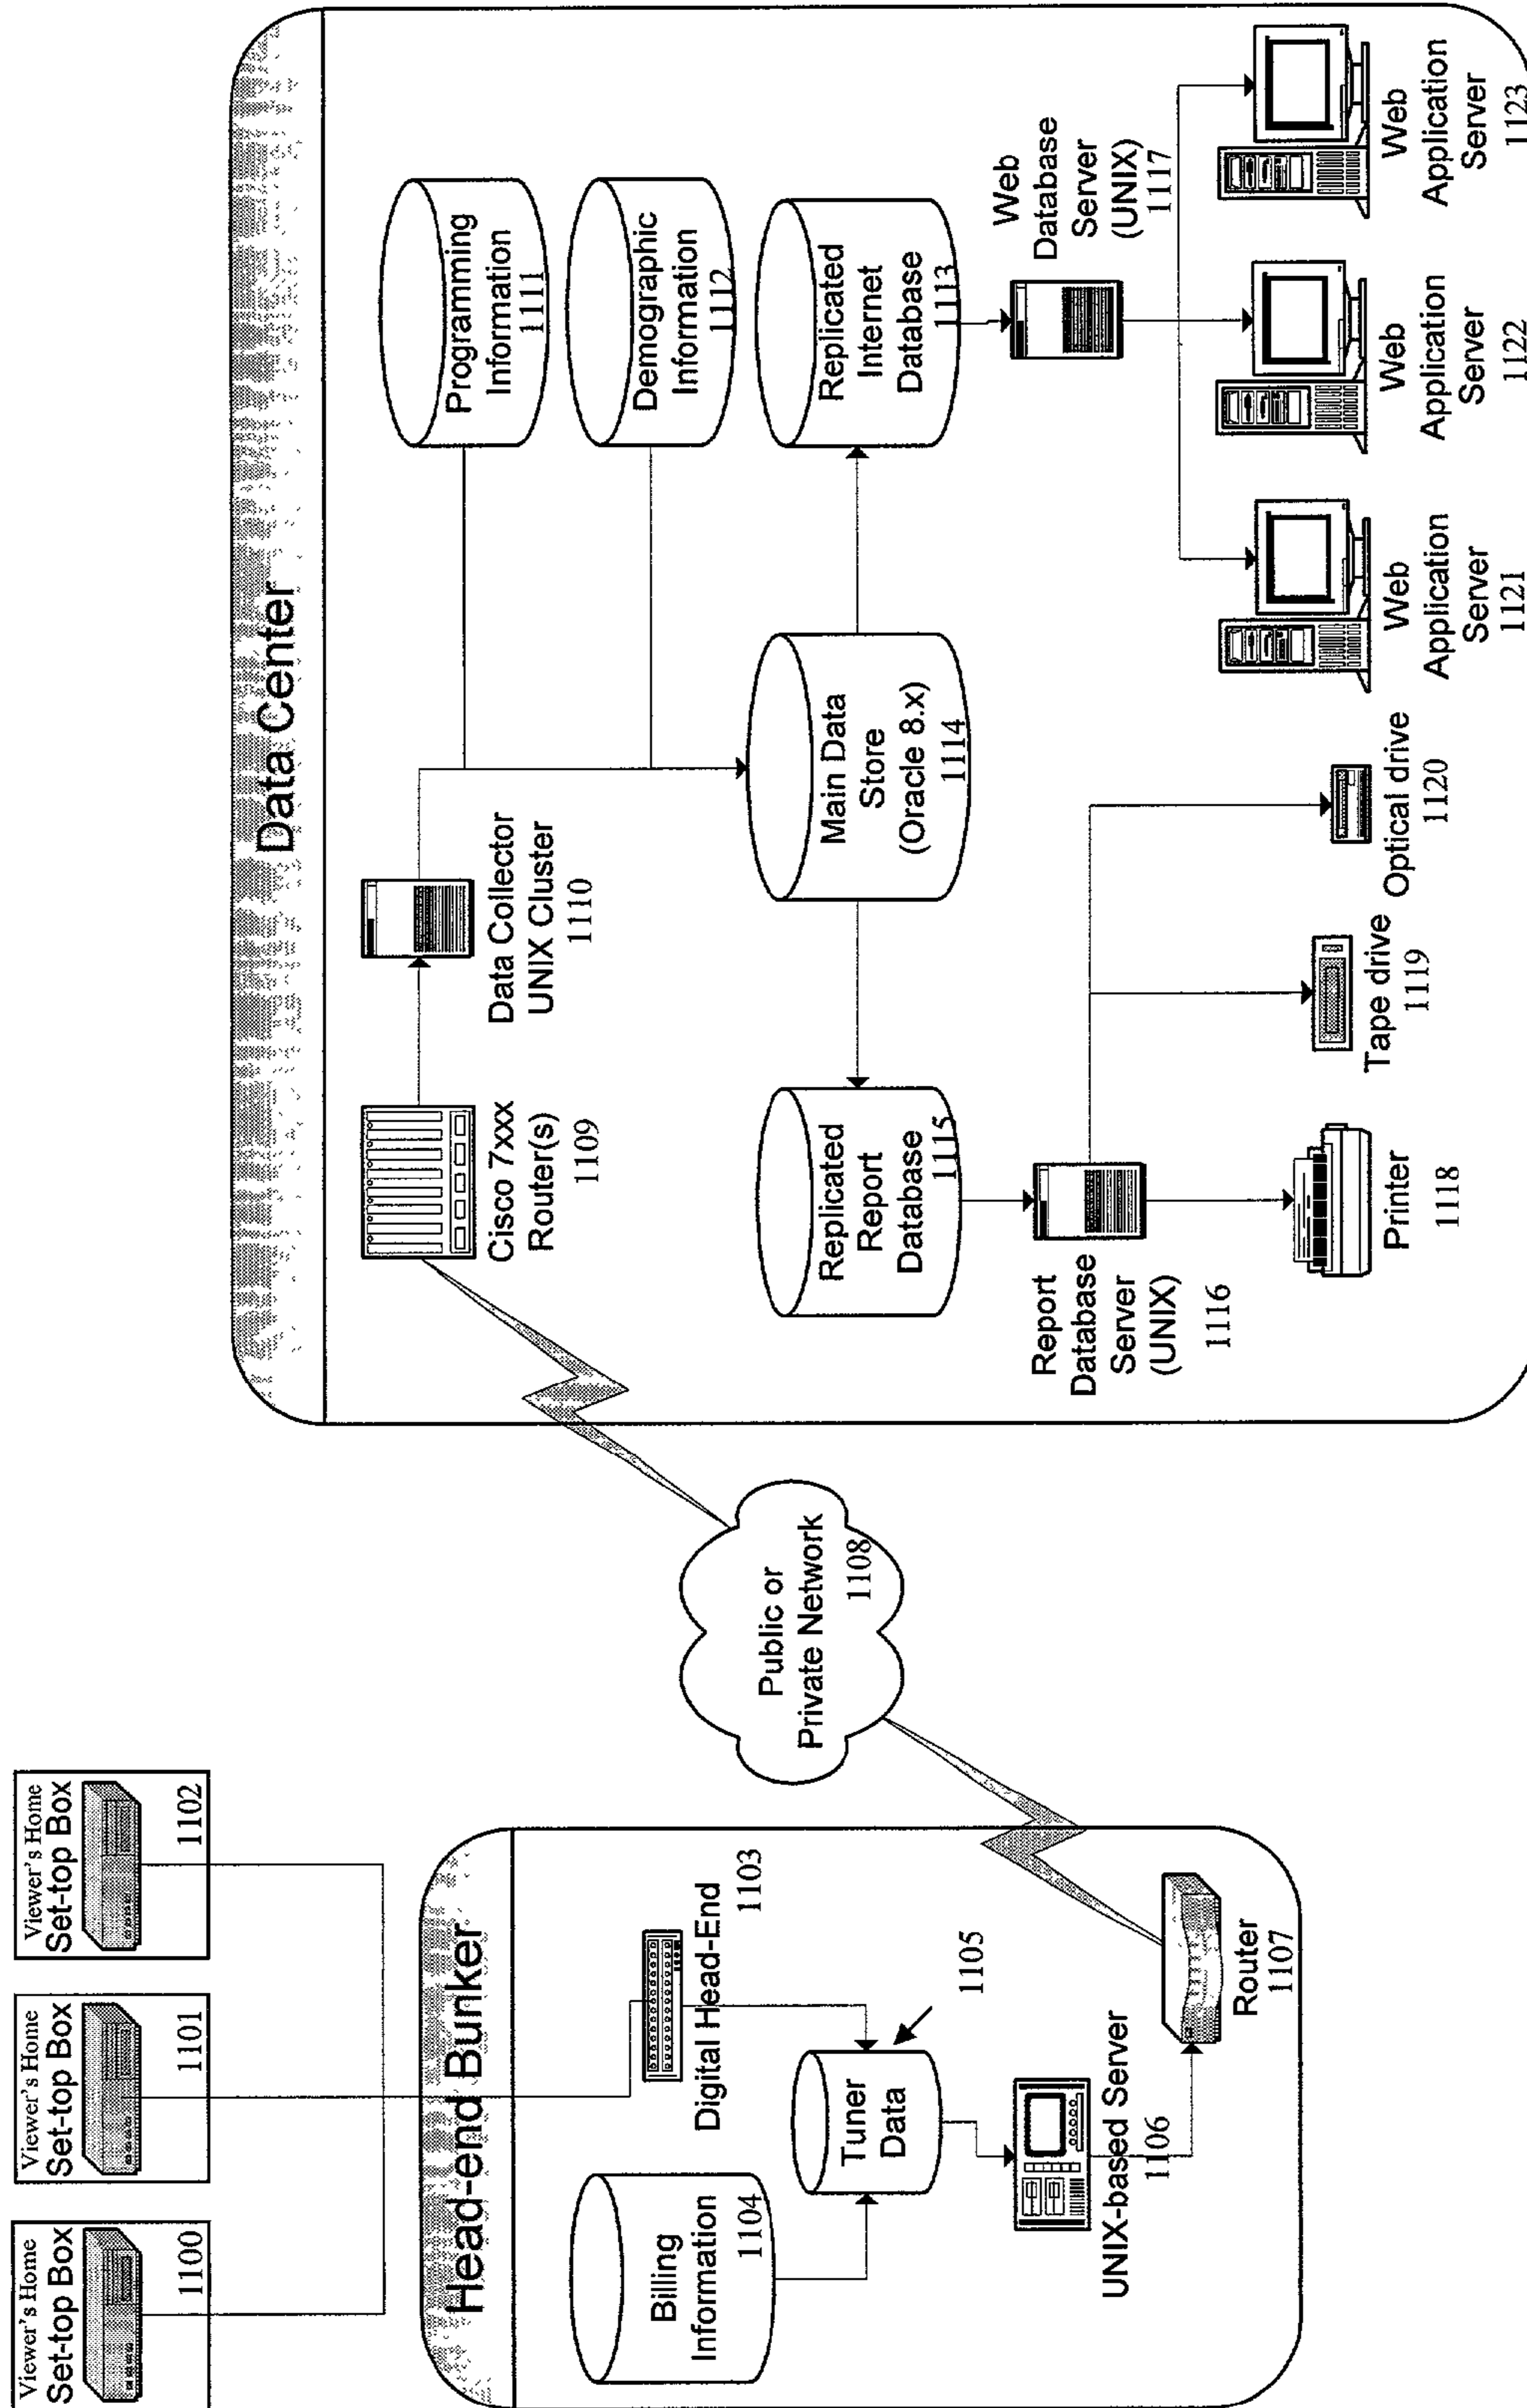 Viewer's Home
Set-top Box
1100
Viewer's Home
Set-top Box
1101
Viewer's Home
Set-top Box
1102
Head-end Bunker
Billing
Information
1104
Digital Head-End
1103
Tuner
Data
1105
UNIX-based Server
1106
Router
1107
Public or
Private Network
1108
Data Center
Cisco 7xxx
Router(s)
1109
Data Collector
UNIX Cluster
1110
Programming
Information
1111
Demographic
Information
1112
Replicated
Report
Database
1115
Main Data
Store
(Oracle 8.x)
1114
Replicated
Internet
Database
1113
Report
Database
Server
(UNIX)
1116
Web
Database
Server
(UNIX)
1117
Printer
1118
Tape drive
1119
Optical drive
1120
Web
Application
Server
1121
Web
Application
Server
1122
Web
Application
Server
1123